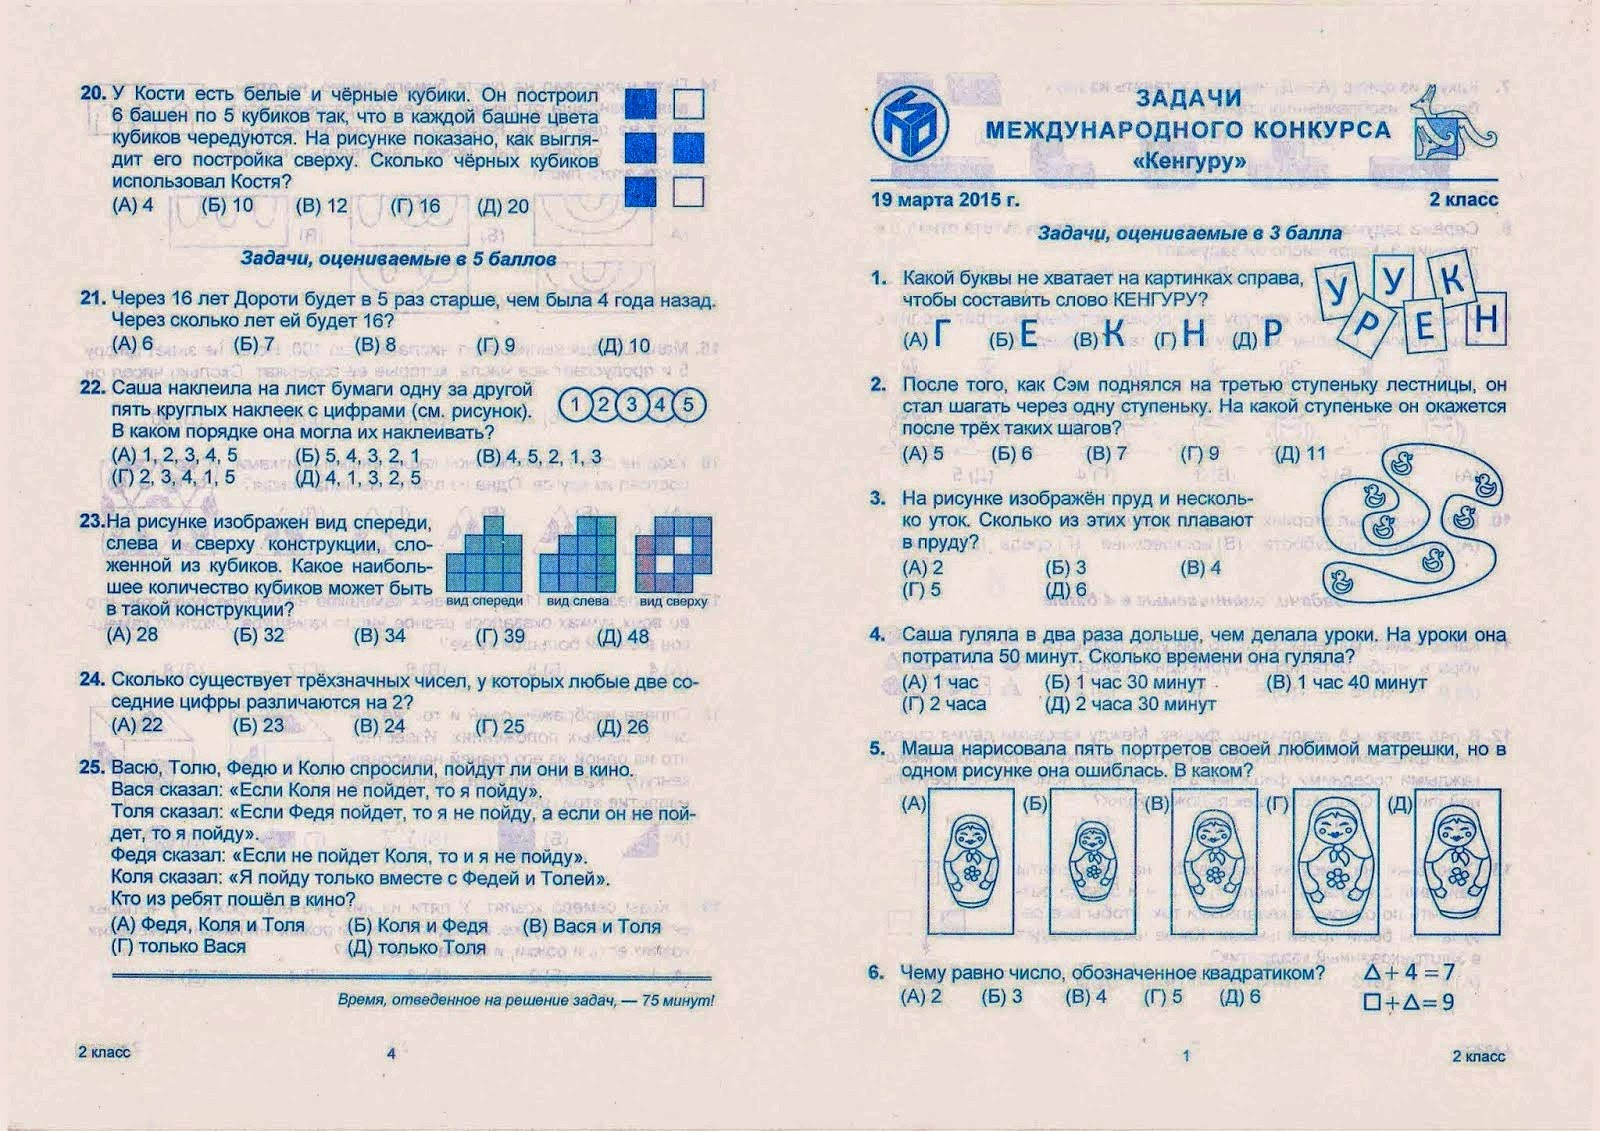 20. У Кости есть белые и чёрные кубики. Он построил
6 башен по 5 кубиков так, что в каждой башне цвета
кубиков чередуются. На рисунке показано, как выгля-
дит его постройка сверху. Сколько чёрных кубиков
использовал Костя?
(А) 4 (Б) 10 (В) 12 (Г) 16 (Д) 20
Задачи, оцениваемые в 5 баллов
21. Через 16 лет Дороти будет в 5 раз старше, чем была 4 года назад.
Через сколько лет ей будет 16?
(А) 6 (Б) 7 (В) 8 (Г) 9 (Д) 10
22. Саша наклеила на лист бумаги одну за другой
пять круглых наклеек с цифрами (см. рисунок).
В каком порядке она могла их наклеивать?
1 2 3 4 5
(А) 1, 2, 3, 4, 5 (Б) 5, 4, 3, 2, 1 (В) 4, 5, 2, 1, 3
(Г) 2, 3, 4, 1, 5 (Д) 4, 1, 3, 2, 5
23. На рисунке изображен вид спереди,
слева и сверху конструкции, сло-
женной из кубиков. Какое наиболь-
шее количество кубиков может быть
в такой конструкции?
вид спереди вид слева вид сверху
(А) 28 (Б) 32 (В) 34 (Г) 39 (Д) 48
24. Сколько существует трёхзначных чисел, у которых любые две со-
седние цифры различаются на 2?
(А) 22 (Б) 23 (В) 24 (Г) 25 (Д) 26
25. Васю, Толю, Федю и Колю спросили, пойдут ли они в кино.
Вася сказал: «Если Коля не пойдет, то я пойду».
Толя сказал: «Если Федя пойдет, то я не пойду, а если он не пой-
дет, то я пойду».
Федя сказал: «Если не пойдет Коля, то и я не пойду».
Коля сказал: «Я пойду только вместе с Федей и Толей».
Кто из ребят пошёл в кино?
(А) Федя, Коля и Толя (Б) Коля и Федя (В) Вася и Толя
(Г) только Вася (Д) только Толя
Время, отведенное на решение задач, — 75 минут!
2 класс 4
ЗАДАЧИ
МЕЖДУНАРОДНОГО КОНКУРСА
«Кенгуру»
19 марта 2015 г. 2 класс
Задачи, оцениваемые в 3 балла
1. Какой буквы не хватает на картинках справа,
чтобы составить слово КЕНГУРУ?
(А) Г (Б) Е (В) К (Г) Н (Д) Р
У У К
Р Е Н
2. После того, как Сэм поднялся на третью ступеньку лестницы, он
стал шагать через одну ступеньку. На какой ступеньке он окажется
после трёх таких шагов?
(А) 5 (Б) 6 (В) 7 (Г) 9 (Д) 11
3. На рисунке изображён пруд и несколь-
ко уток. Сколько из этих уток плавают
в пруду?
(А) 2 (Б) 3 (В) 4
(Г) 5 (Д) 6
4. Саша гуляла в два раза дольше, чем делала уроки. На уроки она
потратила 50 минут. Сколько времени она гуляла?
(А) 1 час (Б) 1 час 30 минут (В) 1 час 40 минут
(Г) 2 часа (Д) 2 часа 30 минут
5. Маша нарисовала пять портретов своей любимой матрешки, но в
одном рисунке она ошиблась. В каком?
(А) (Б) (В) (Г) (Д)
6. Чему равно число, обозначенное квадратиком? Δ + 4 = 7
(А) 2 (Б) 3 (В) 4 (Г) 5 (Д) 6 □ + Δ = 9
1 2 класс